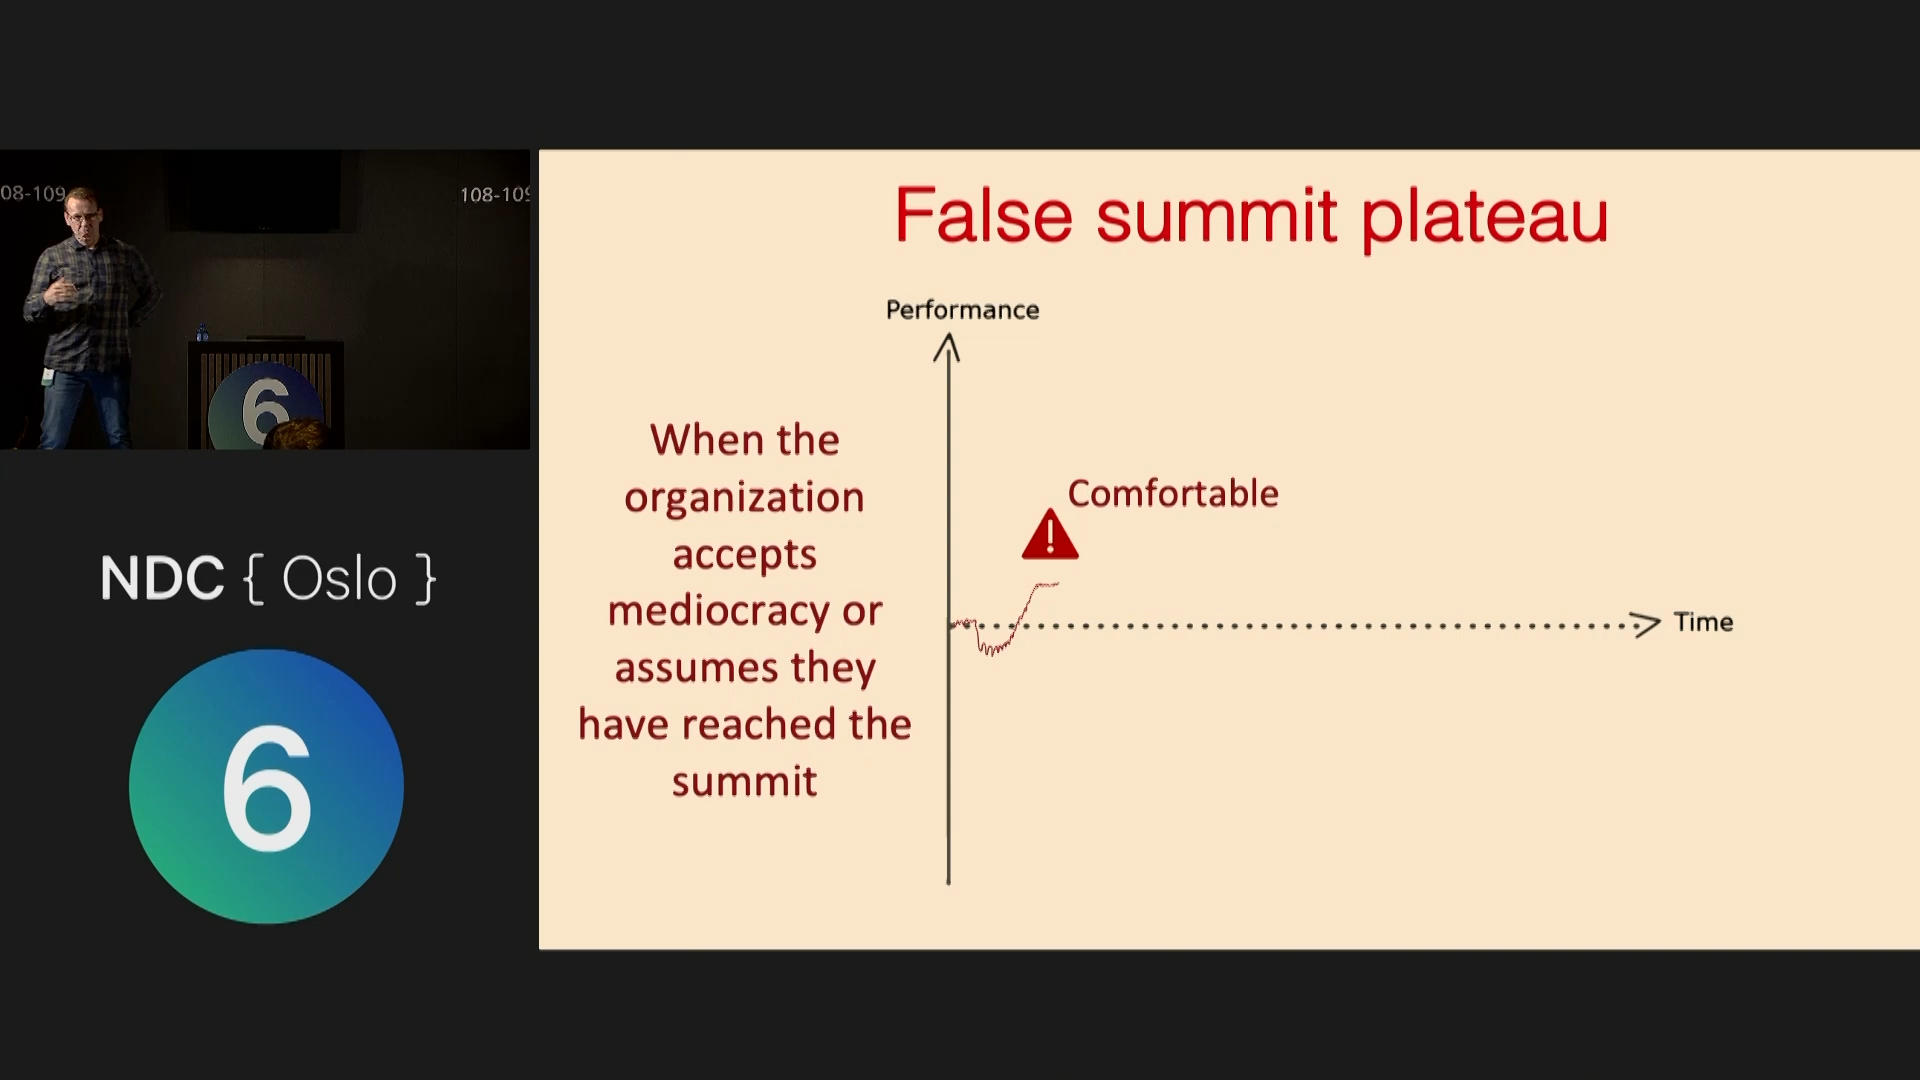 08-109
108-109
6
NDC { Oslo }
6
False summit plateau
Performance
When the
organization
accepts
mediocracy or
assumes they
have reached the
summit
Comfortable
Time